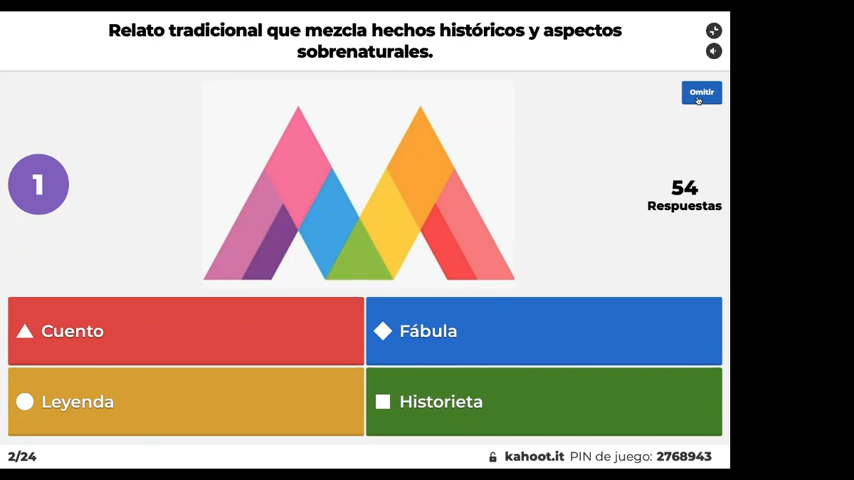 Relato tradicional que mezcla hechos históricos y aspectos
sobrenaturales.
Omitir
1
54
Respuestas
Cuento
Fábula
Leyenda
Historieta
2/24
kahoot.it PIN de juego: 2768943